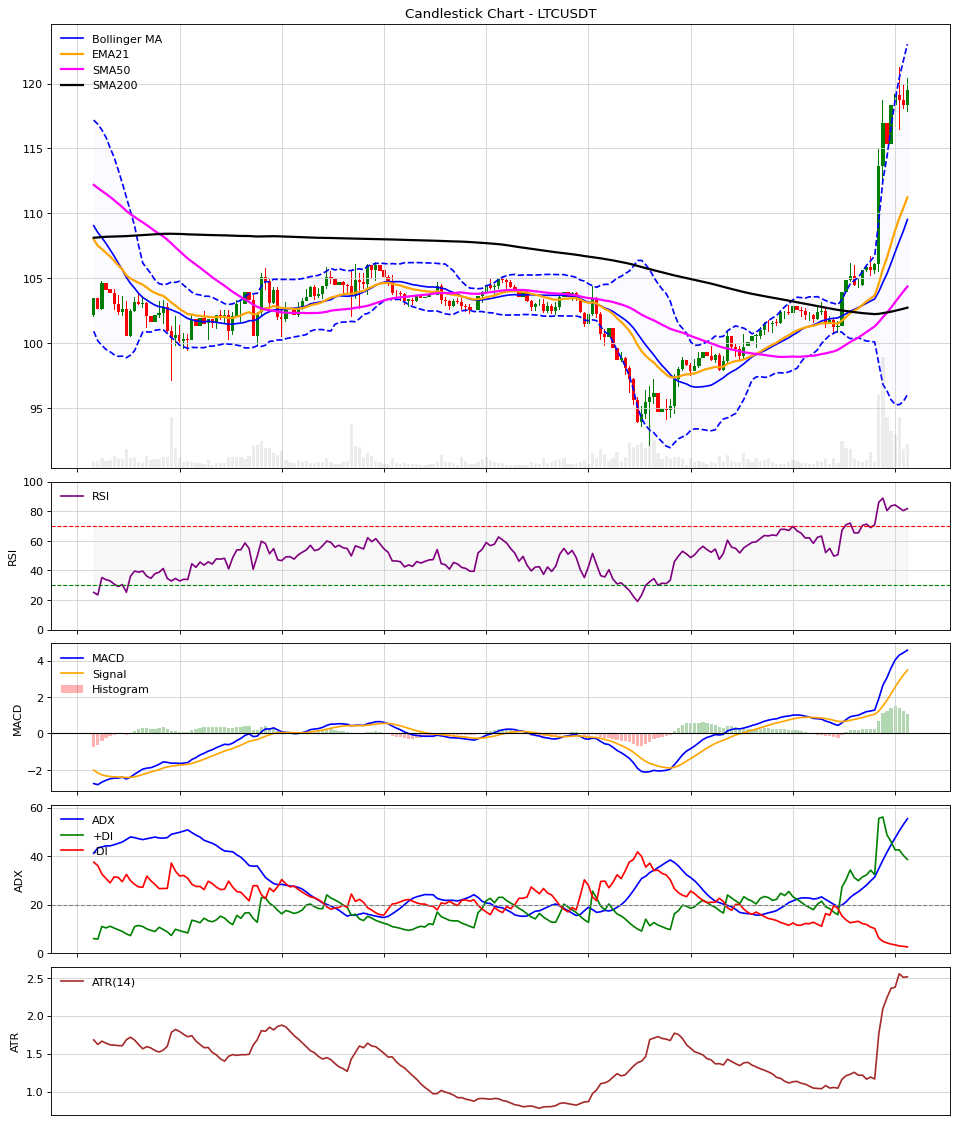 Candlestick Chart - LTCUSDT
Bollinger MA
EMA21
SMA50
SMA200
120
115
110
105
100
95
RSI
100
80
60
40
20
0
RSI
MACD
Signal
Histogram
4
2
0
−2
MACD
ADX
+DI
-DI
60
40
20
0
ADX
ATR(14)
2.5
2.0
1.5
1.0
ATR